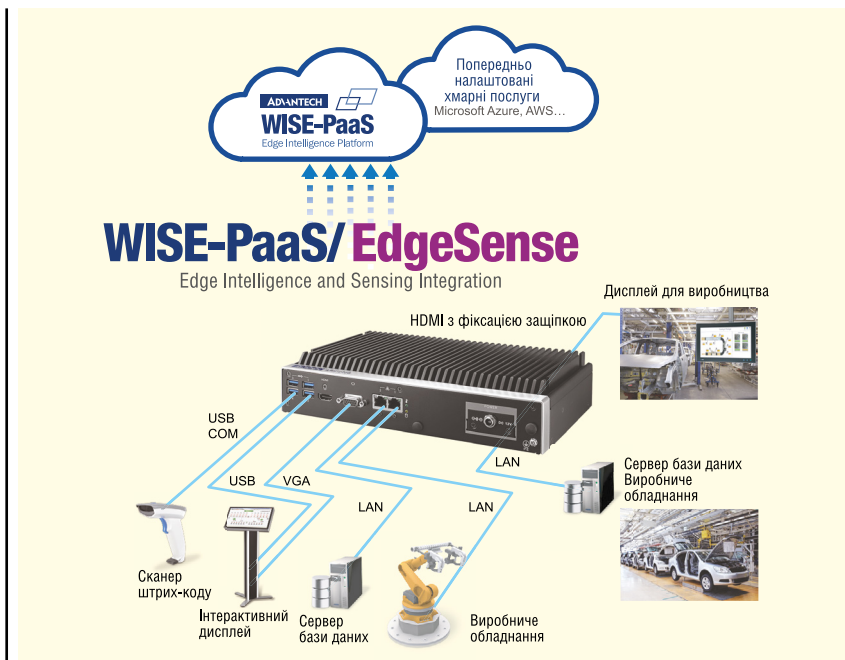 Попередньо
налаштовані
хмарні послуги
Microsoft Azure, AWS...
ADVANTECH
WISE-PaaS
Edge Intelligence Platform
WISE-PaaS/EdgeSense
Edge Intelligence and Sensing Integration
Дисплей для виробництва
HDMI з фіксацією защіпкою
USB
COM
USB
VGA
LAN
LAN
LAN
Сервер бази даних
Виробниче
обладнання
Сканер
штрих-коду
Інтерактивний
дисплей
Сервер
бази даних
Виробниче
обладнання